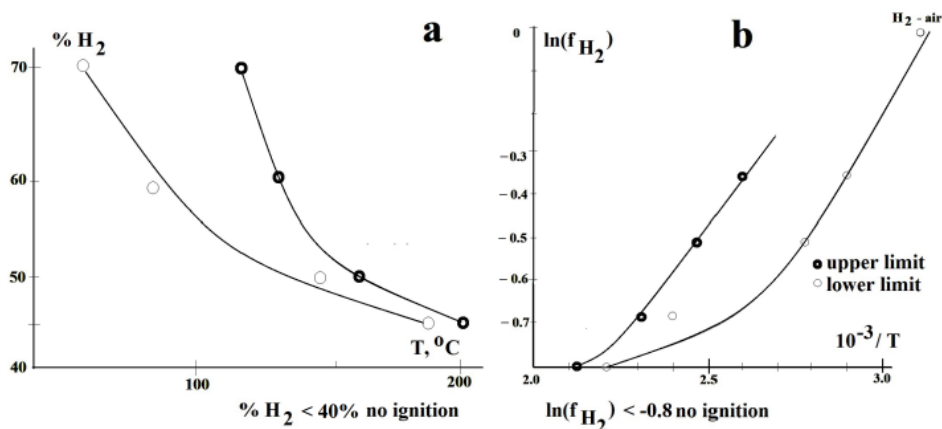 % H2
a
70
60
50
40
100
200
T, °C
% H2 < 40% no ignition
ln(fH2)
b
H2 - air
0
−0.3
−0.4
−0.5
−0.6
−0.7
2.0
2.5
3.0
upper limit
lower limit
10⁻³/ T
ln(fH2) < -0.8 no ignition